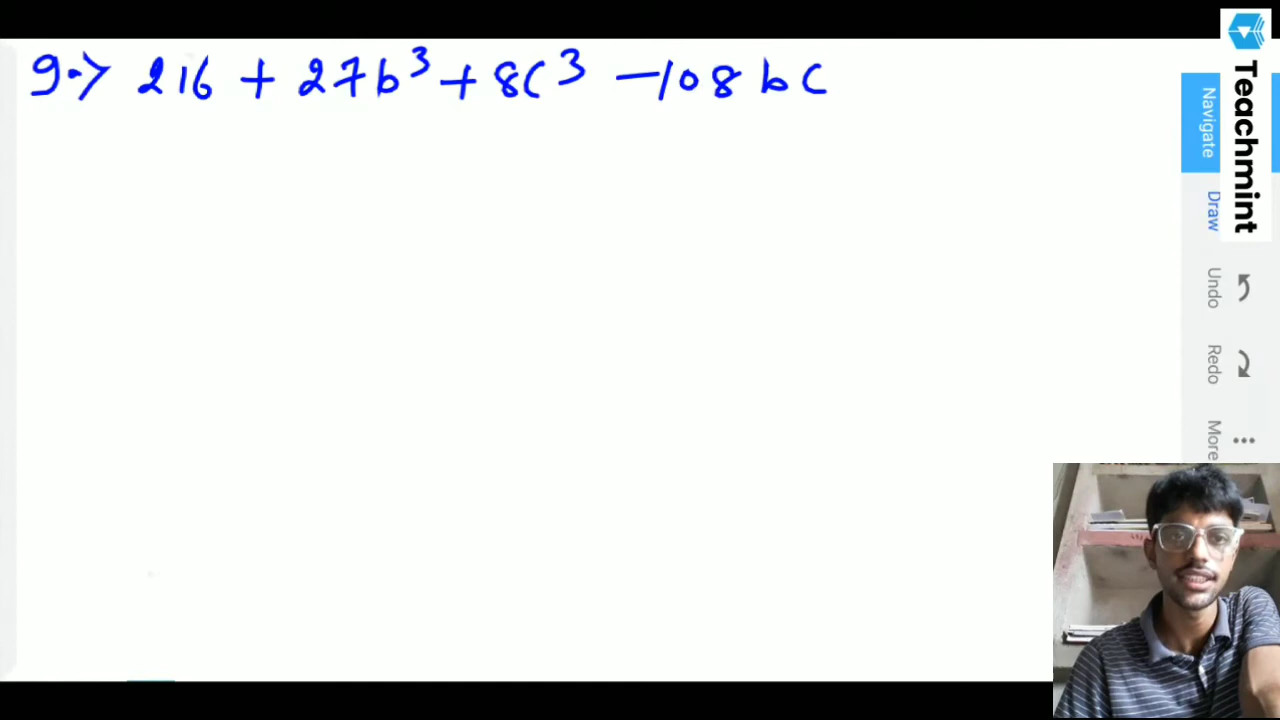 9.> 216 + 27b³ + 8c³ - 108 bc
Teachmint
Navigate
Draw
Undo
Redo
More